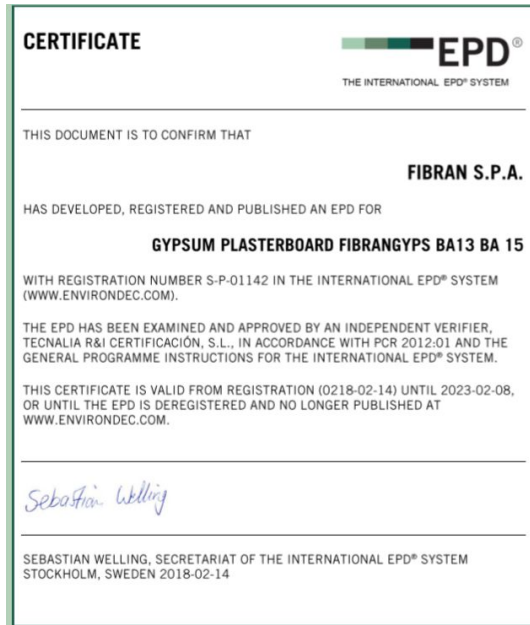 CERTIFICATE
EPD®
THE INTERNATIONAL EPD® SYSTEM
THIS DOCUMENT IS TO CONFIRM THAT
FIBRAN S.P.A.
HAS DEVELOPED, REGISTERED AND PUBLISHED AN EPD FOR
GYPSUM PLASTERBOARD FIBRANGYPS BA13 BA 15
WITH REGISTRATION NUMBER S-P-01142 IN THE INTERNATIONAL EPD® SYSTEM
(WWW.ENVIRONDEC.COM).
THE EPD HAS BEEN EXAMINED AND APPROVED BY AN INDEPENDENT VERIFIER,
TECNALIA R&I CERTIFICACIÓN, S.L., IN ACCORDANCE WITH PCR 2012:01 AND THE
GENERAL PROGRAMME INSTRUCTIONS FOR THE INTERNATIONAL EPD® SYSTEM.
THIS CERTIFICATE IS VALID FROM REGISTRATION (0218-02-14) UNTIL 2023-02-08,
OR UNTIL THE EPD IS DEREGISTERED AND NO LONGER PUBLISHED AT
WWW.ENVIRONDEC.COM.
Sebastian Welling
SEBASTIAN WELLING, SECRETARIAT OF THE INTERNATIONAL EPD® SYSTEM
STOCKHOLM, SWEDEN 2018-02-14